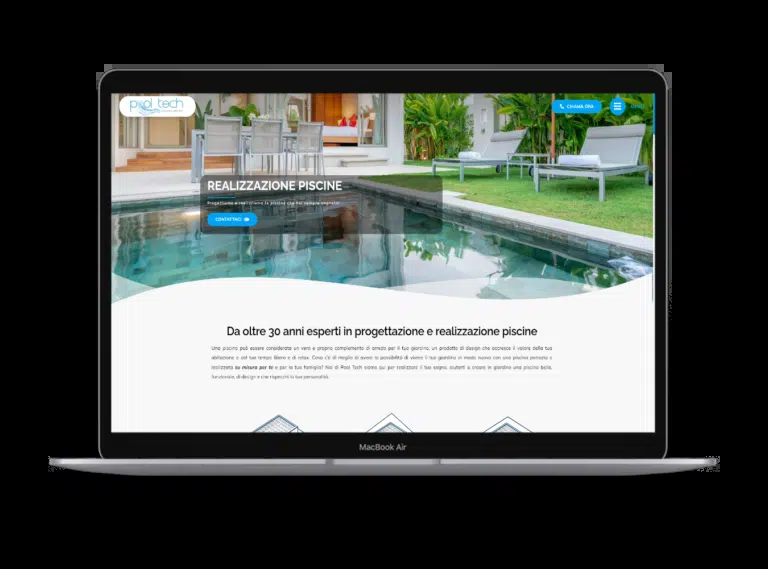 pool tech
CHIAMA ORA
REALIZZAZIONE PISCINE
Progettiamo e realizziamo la piscina che hai sempre sognato
CONTATTACI
Da oltre 30 anni esperti in progettazione e realizzazione piscine
Una piscina può essere considerata un vero e proprio complemento di arredo per il tuo giardino, un prodotto di design che accresce il valore della tua
abitazione e del tuo tempo libero e di relax. Cosa c'è di meglio di avere la possibilità di vivere il tuo giardino in modo nuovo con una piscina pensata e
realizzata su misura per te e per la tua famiglia? Noi di Pool Tech siamo qui per realizzare il tuo sogno, aiutarti a creare in giardino una piscina bella,
funzionale, di design e che rispecchi la tua personalità.
MacBook Air